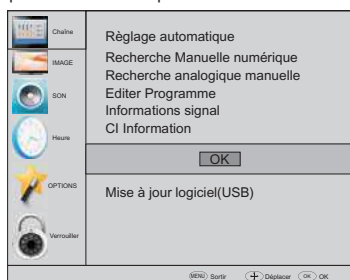 Chaîne
IMAGE
SON
Heure
OPTIONS
Verrouiller
Règlage automatique
Recherche Manuelle numérique
Recherche analogique manuelle
Editer Programme
Informations signal
CI Information
OK
Mise à jour logiciel(USB)
MENU Sortir Déplacer OK OK